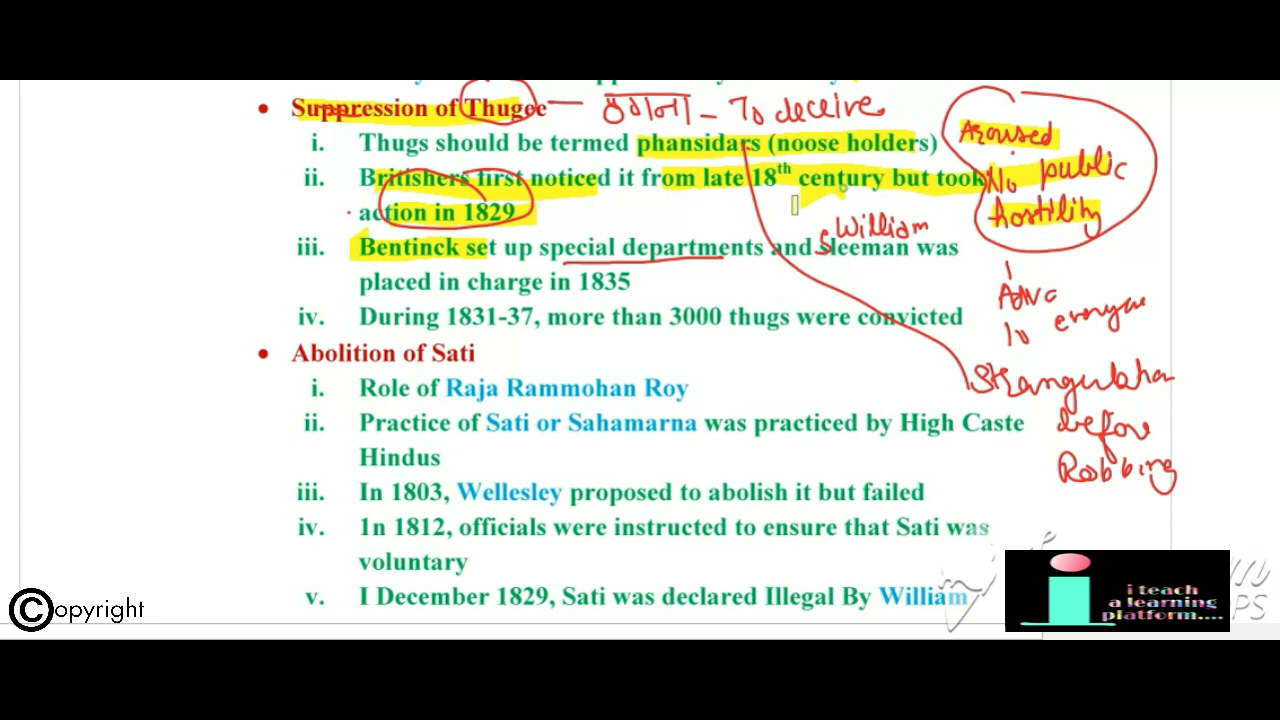 • Suppression of Thugee — ठगना - To deceive
i. Thugs should be termed phansidars (noose holders)
Aroused
No public
hostility
ii. Britishers first noticed it from late 18th century but took
action in 1829
William
iii. Bentinck set up special departments and sleeman was
placed in charge in 1835
to everyone
iv. During 1831-37, more than 3000 thugs were convicted
Strangulation
before
Robbing
• Abolition of Sati
i. Role of Raja Rammohan Roy
ii. Practice of Sati or Sahamarna was practiced by High Caste
Hindus
iii. In 1803, Wellesley proposed to abolish it but failed
iv. 1n 1812, officials were instructed to ensure that Sati was
voluntary
v. I December 1829, Sati was declared Illegal By William
Copyright
i teach
a learning
platform....